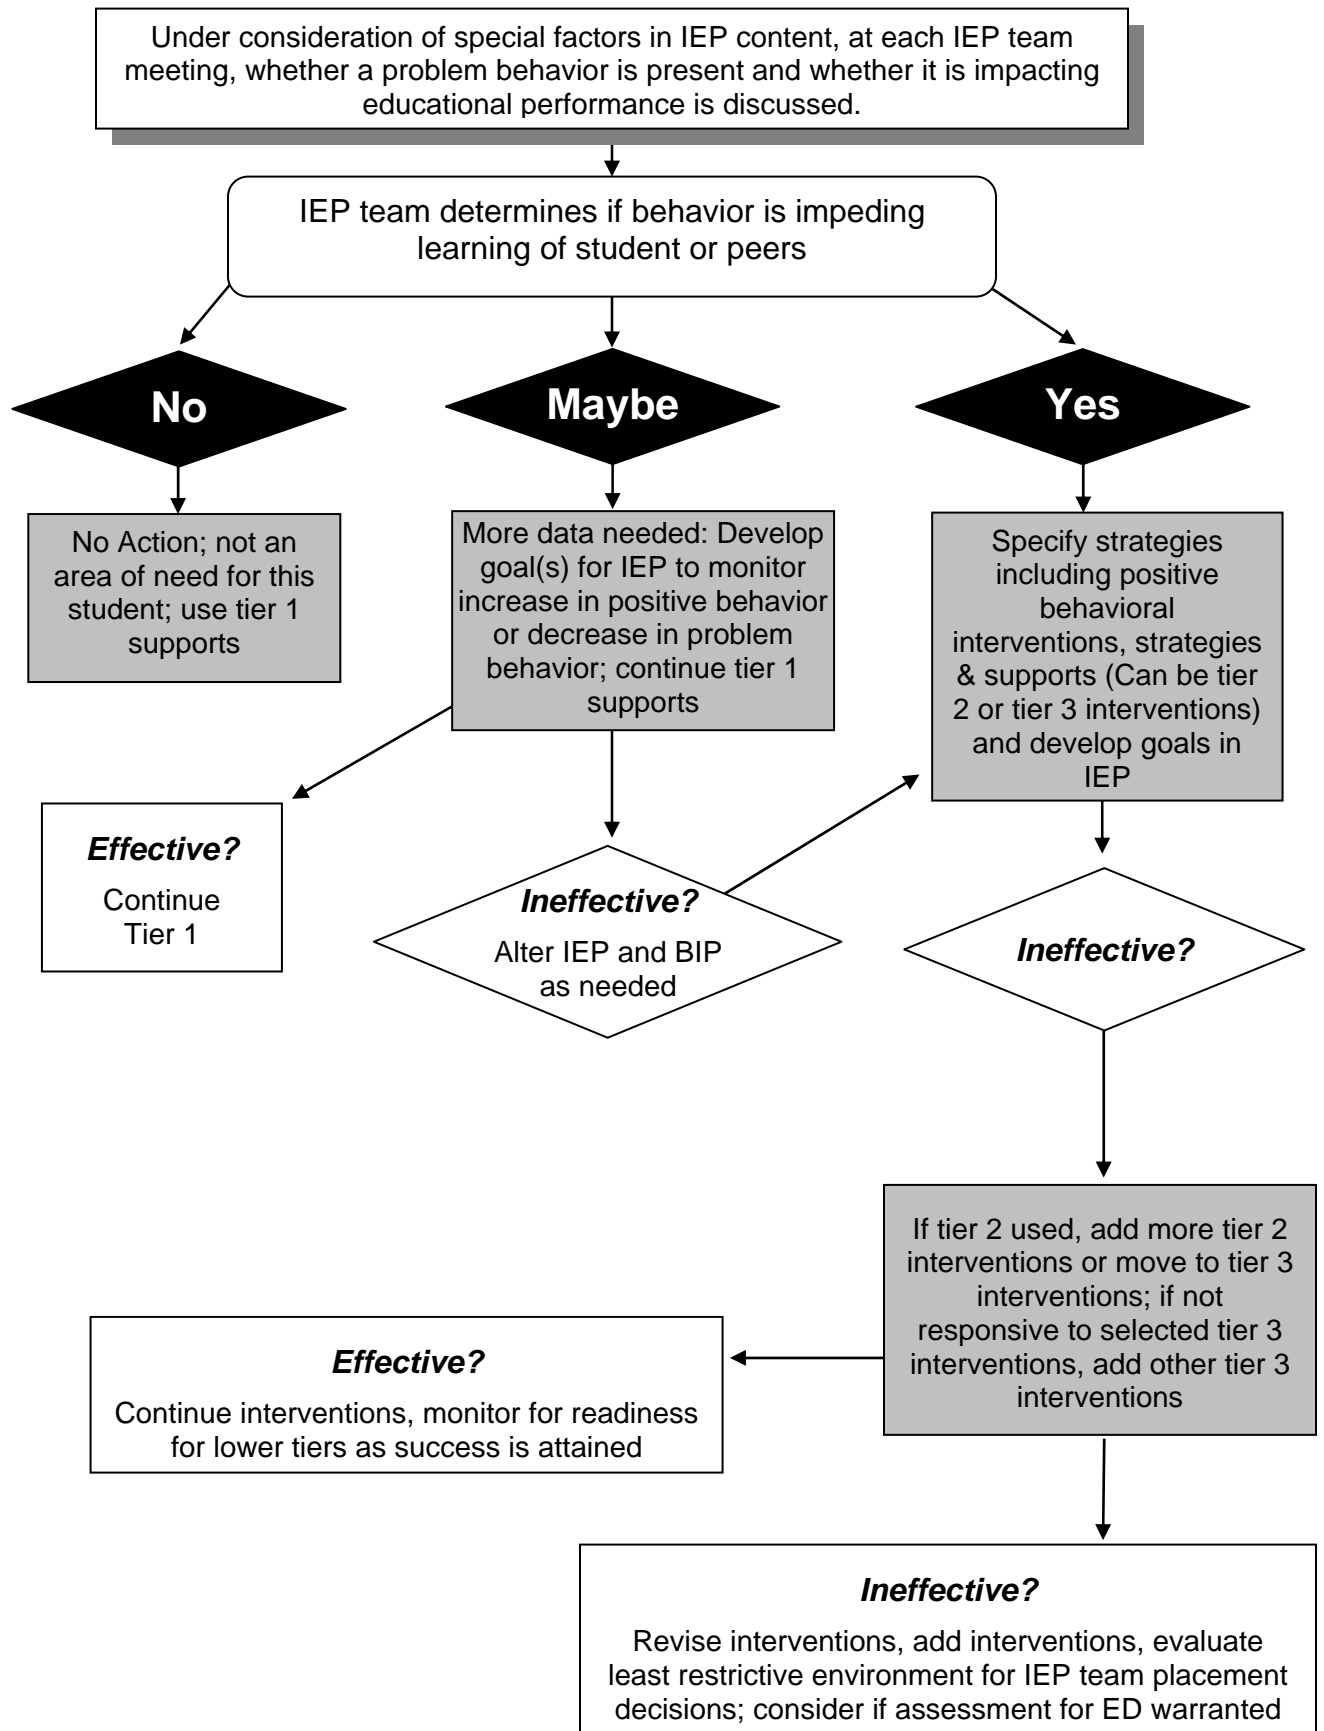 Under consideration of special factors in IEP content, at each IEP team
meeting, whether a problem behavior is present and whether it is impacting
educational performance is discussed.
IEP team determines if behavior is impeding
learning of student or peers
No
Maybe
Yes
No Action; not an
area of need for this
student; use tier 1
supports
More data needed: Develop
goal(s) for IEP to monitor
increase in positive behavior
or decrease in problem
behavior; continue tier 1
supports
Specify strategies
including positive
behavioral
interventions, strategies
& supports (Can be tier
2 or tier 3 interventions)
and develop goals in
IEP
Effective?
Continue
Tier 1
Ineffective?
Alter IEP and BIP
as needed
Ineffective?
If tier 2 used, add more tier 2
interventions or move to tier 3
interventions; if not
responsive to selected tier 3
interventions, add other tier 3
interventions
Effective?
Continue interventions, monitor for readiness
for lower tiers as success is attained
Ineffective?
Revise interventions, add interventions, evaluate
least restrictive environment for IEP team placement
decisions; consider if assessment for ED warranted